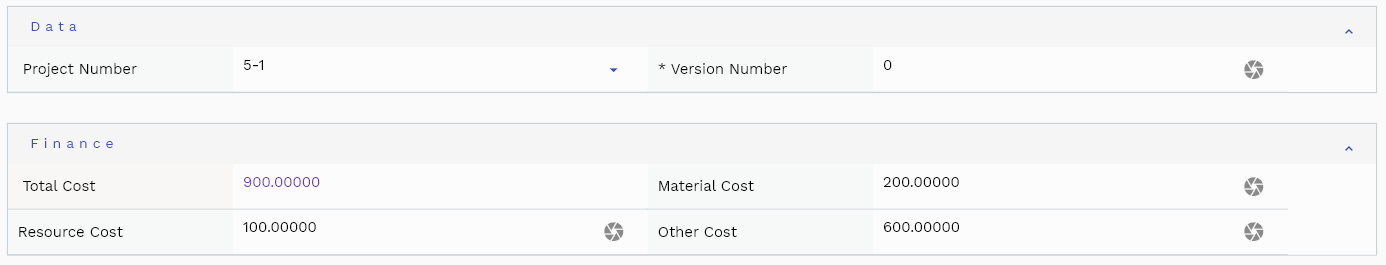 Data
Project Number 5-1 * Version Number 0
Finance
Total Cost 900.00000 Material Cost 200.00000
Resource Cost 100.00000 Other Cost 600.00000